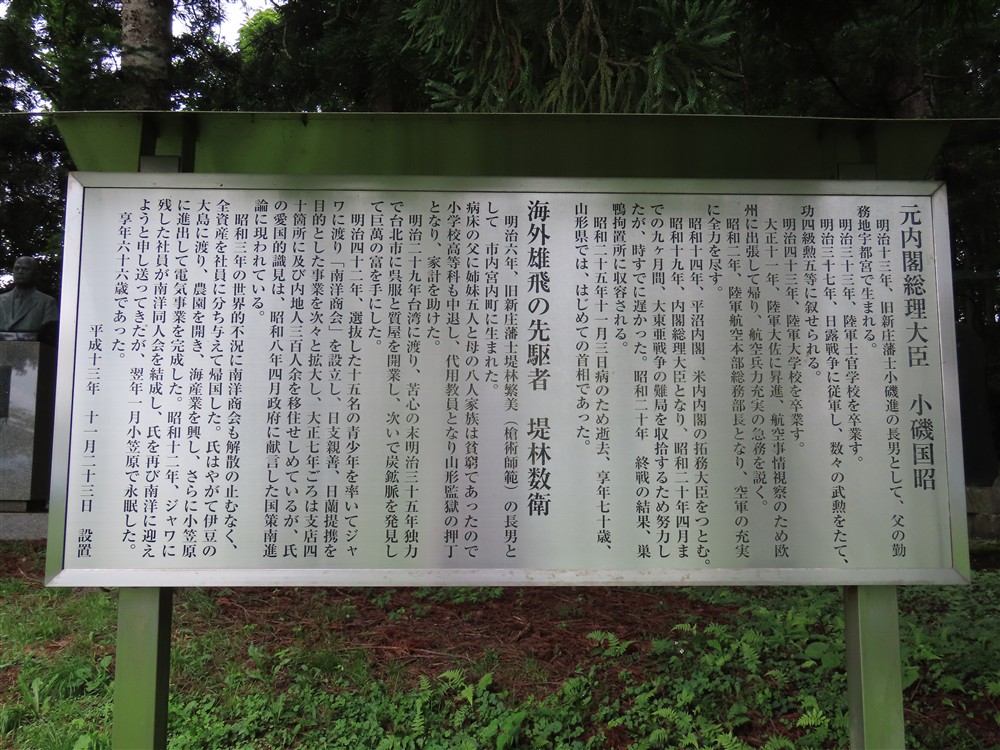 元内閣総理大臣　小磯国昭
明治十三年、旧新庄藩士小磯進の長男として、父の勤
務地宇都宮で生まれる。
明治三十三年、陸軍士官学校を卒業す。
明治三十七年、日露戦争に従軍し、数々の武勲をたて、
功四級勲五等に叙せられる。
明治四十三年、陸軍大学校を卒業す。
大正十一年、陸軍大佐に昇進、航空事情視察のため欧
州に出張して帰り、航空兵力充実の急務を説く。
昭和二年、陸軍航空本部総務部長となり、空軍の充実
に全力を尽す。
昭和十四年、平沼内閣、米内内閣の拓務大臣をつとむ。
昭和十九年、内閣総理大臣となり、昭和二十年四月ま
での九ヶ月間、大東亜戦争の難局を収拾するため努力し
たが、時すでに遅かった。昭和二十年　終戦の結果、巣
鴨拘置所に収容される。
昭和二十五年十一月三日病のため逝去、享年七十歳、
山形県では、はじめての首相であった。
海外雄飛の先駆者　堤林数衛
明治六年、旧新庄藩士堤林繁美（槍術師範）の長男と
して　市内宮内町に生まれた。
病床の父に姉妹五人と母の八人家族は貧窮であったので
小学校高等科も中退し、代用教員となり山形監獄の押丁
となり、家計を助けた。
明治二十九年台湾に渡り、苦心の末明治三十五年独力
で台北市に呉服と質屋を開業し、次いで炭鉱脈を発見し
て巨萬の富を手にした。
明治四十二年、選抜した十五名の青少年を率いてジャ
ワに渡り「南洋商会」を設立し、日支親善、日蘭提携を
目的とした事業を次々と拡大し、大正七年ごろは支店四
十箇所に及び内地人三百人余を移住せしめているが、氏
の愛国的識見は、昭和八年四月政府に献言した国策南進
論に現われている。
昭和三年の世界的不況に南洋商会も解散の止むなく、
全資産を社員に分ち与えて帰国した。氏はやがて伊豆の
大島に渡り、農園を開き、海産業を興し、さらに小笠原
に進出して電気事業を完成した。昭和十二年、ジャワに
残した社員が南洋同人会を結成し、氏を再び南洋に迎え
ようと申し送ってきたが、翌年一月小笠原で永眠した。
享年六十六歳であった。
平成十三年　十一月二十三日　設置